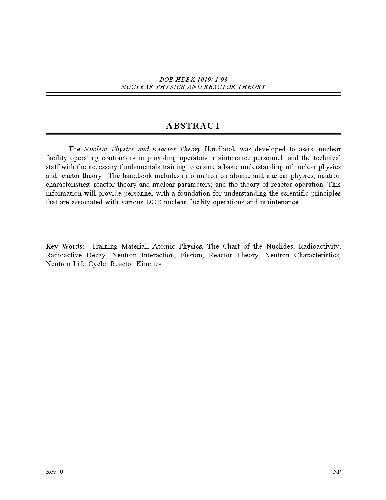 DOE-HDBK-1019/1-93
NUCLEAR PHYSICS AND REACTOR THEORY
ABSTRACT
The Nuclear Physics and Reactor Theory Handbook was developed to assist nuclear
facility operating contractors in providing operators, maintenance personnel, and the technical
staff with the necessary fundamentals training to ensure a basic understanding of nuclear physics
and reactor theory. The handbook includes information on atomic and nuclear physics; neutron
characteristics; reactor theory and nuclear parameters; and the theory of reactor operation. This
information will provide personnel with a foundation for understanding the scientific principles
that are associated with various DOE nuclear facility operations and maintenance.
Key Words: Training Material, Atomic Physics, The Chart of the Nuclides, Radioactivity,
Radioactive Decay, Neutron Interaction, Fission, Reactor Theory, Neutron Characteristics,
Neutron Life Cycle, Reactor Kinetics
Rev. 0
NP